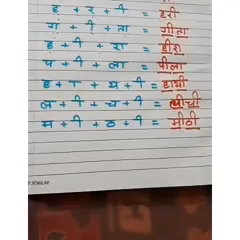 ह + र + ी = हरी
ग + ी + ता = गीता
ह + ी + रा = हीरा
प + ी + ला = पीला
ह + ा + थ + ी = हाथी
ल + ी + च + ी = लीची
म + ी + ठ + ी = मीठी